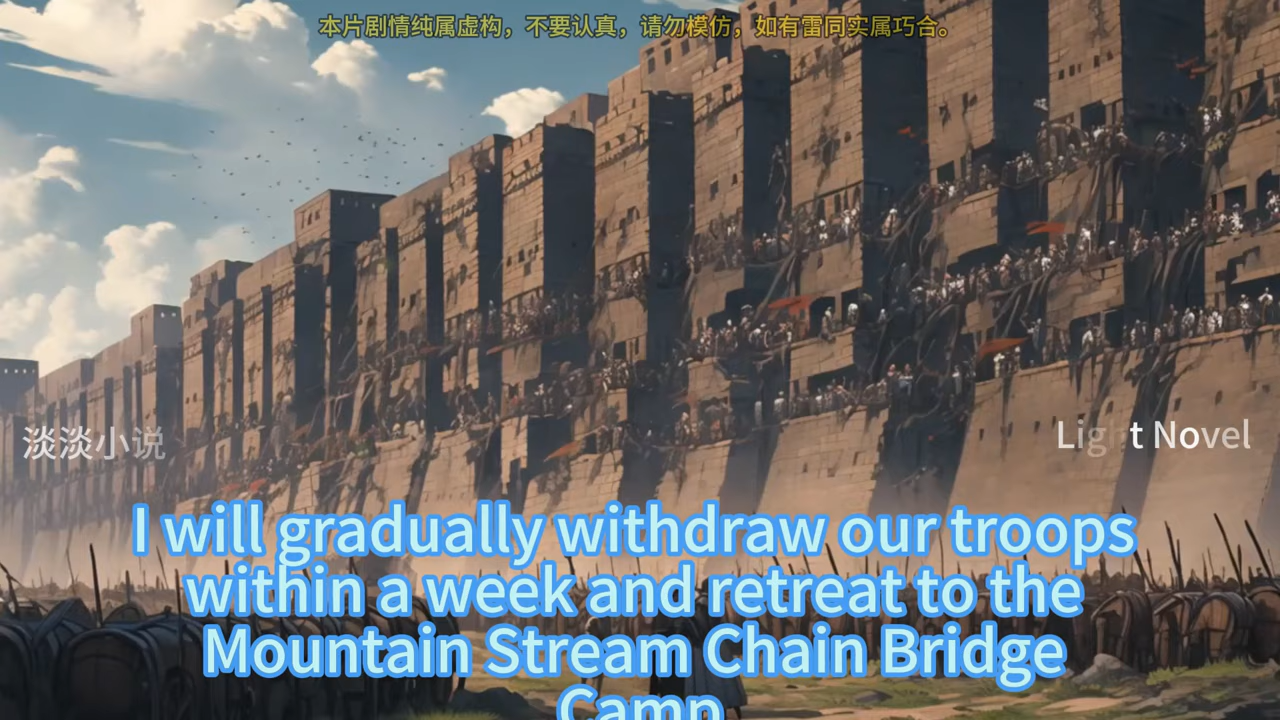 本片剧情纯属虚构，不要认真，请勿模仿，如有雷同实属巧合。
淡淡小说
Light Novel
I will gradually withdraw our troops
within a week and retreat to the
Mountain Stream Chain Bridge
Camp